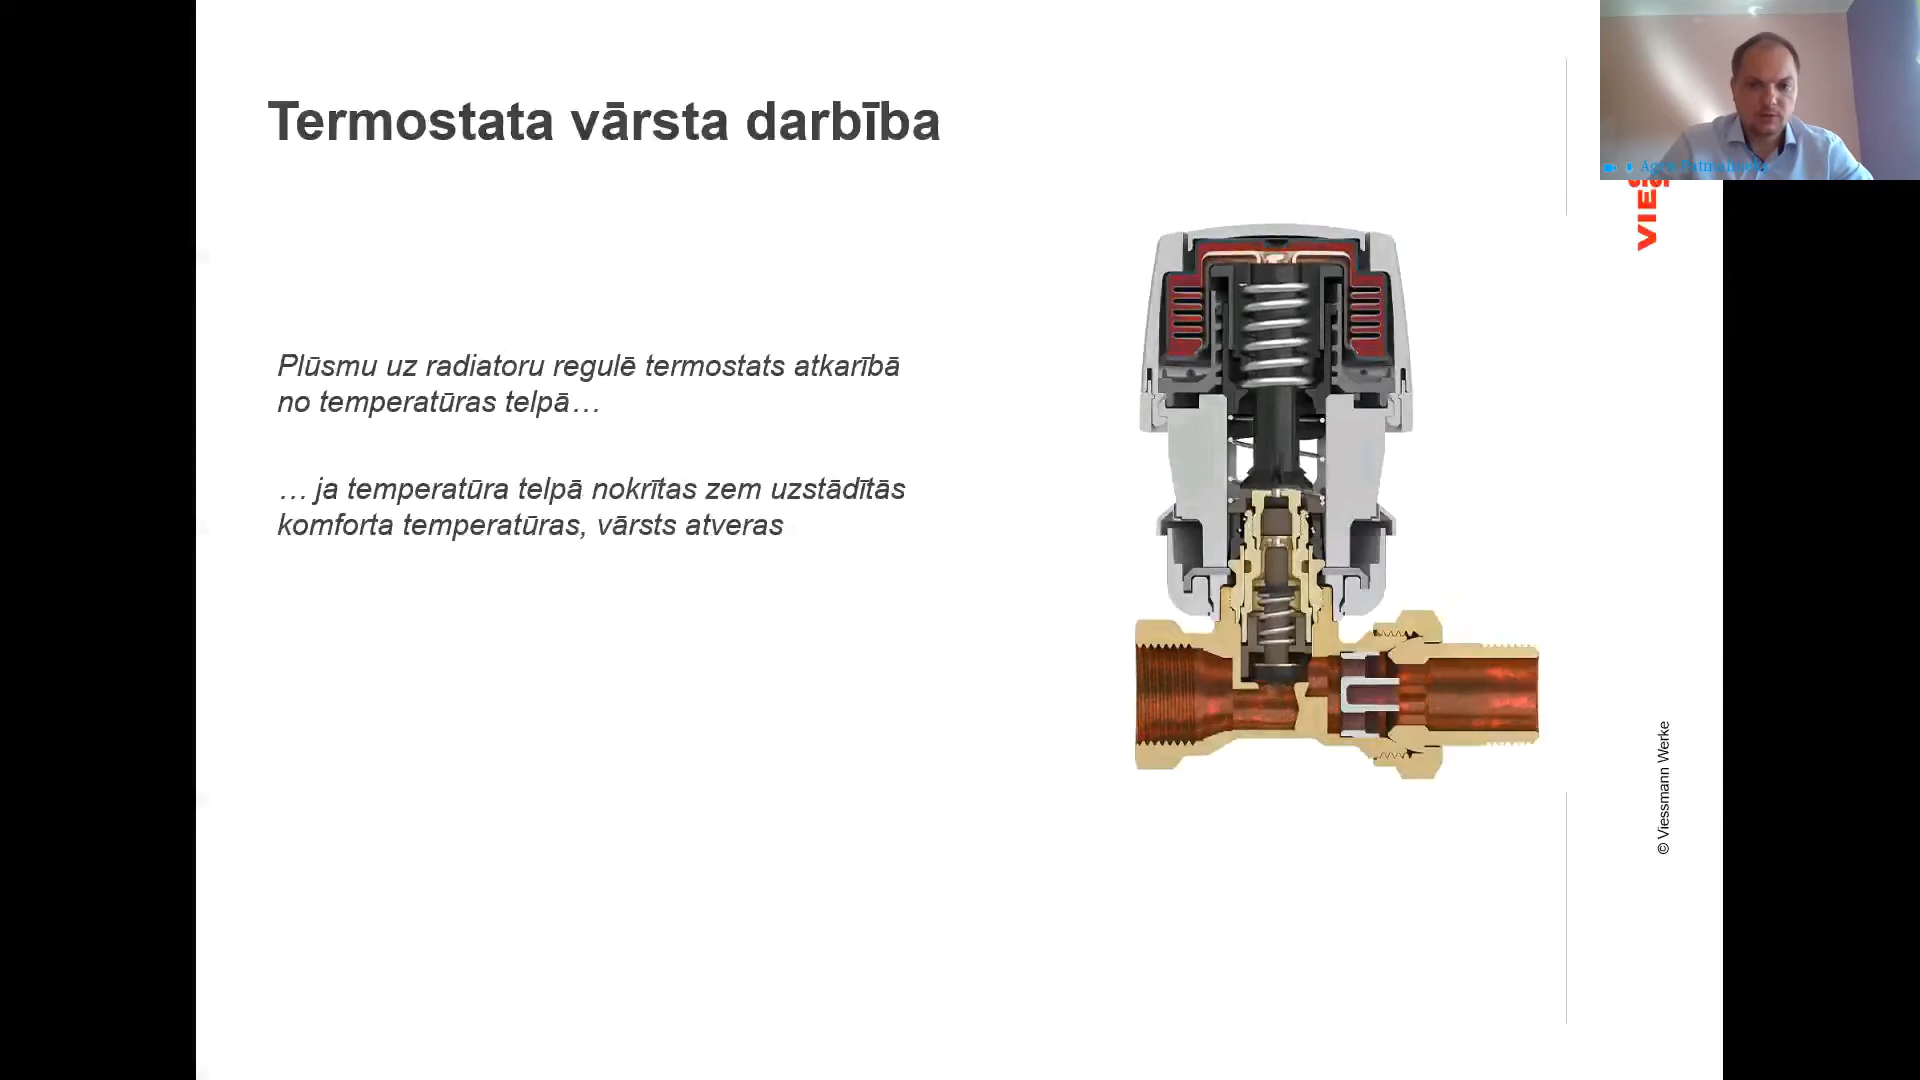 Termostata vārsta darbība
Plūsmu uz radiatoru regulē termostats atkarībā
no temperatūras telpā…
… ja temperatūra telpā nokrītas zem uzstādītās
komforta temperatūras, vārsts atveras
VIES
© Viessmann Werke